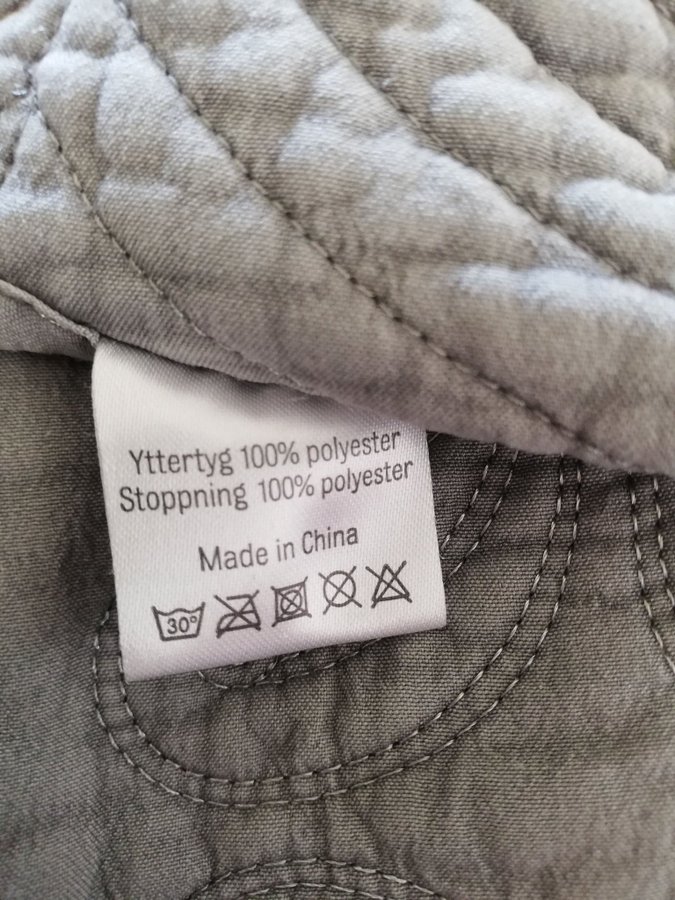 Yttertyg 100% polyester
Stoppning 100% polyester
Made in China
30°